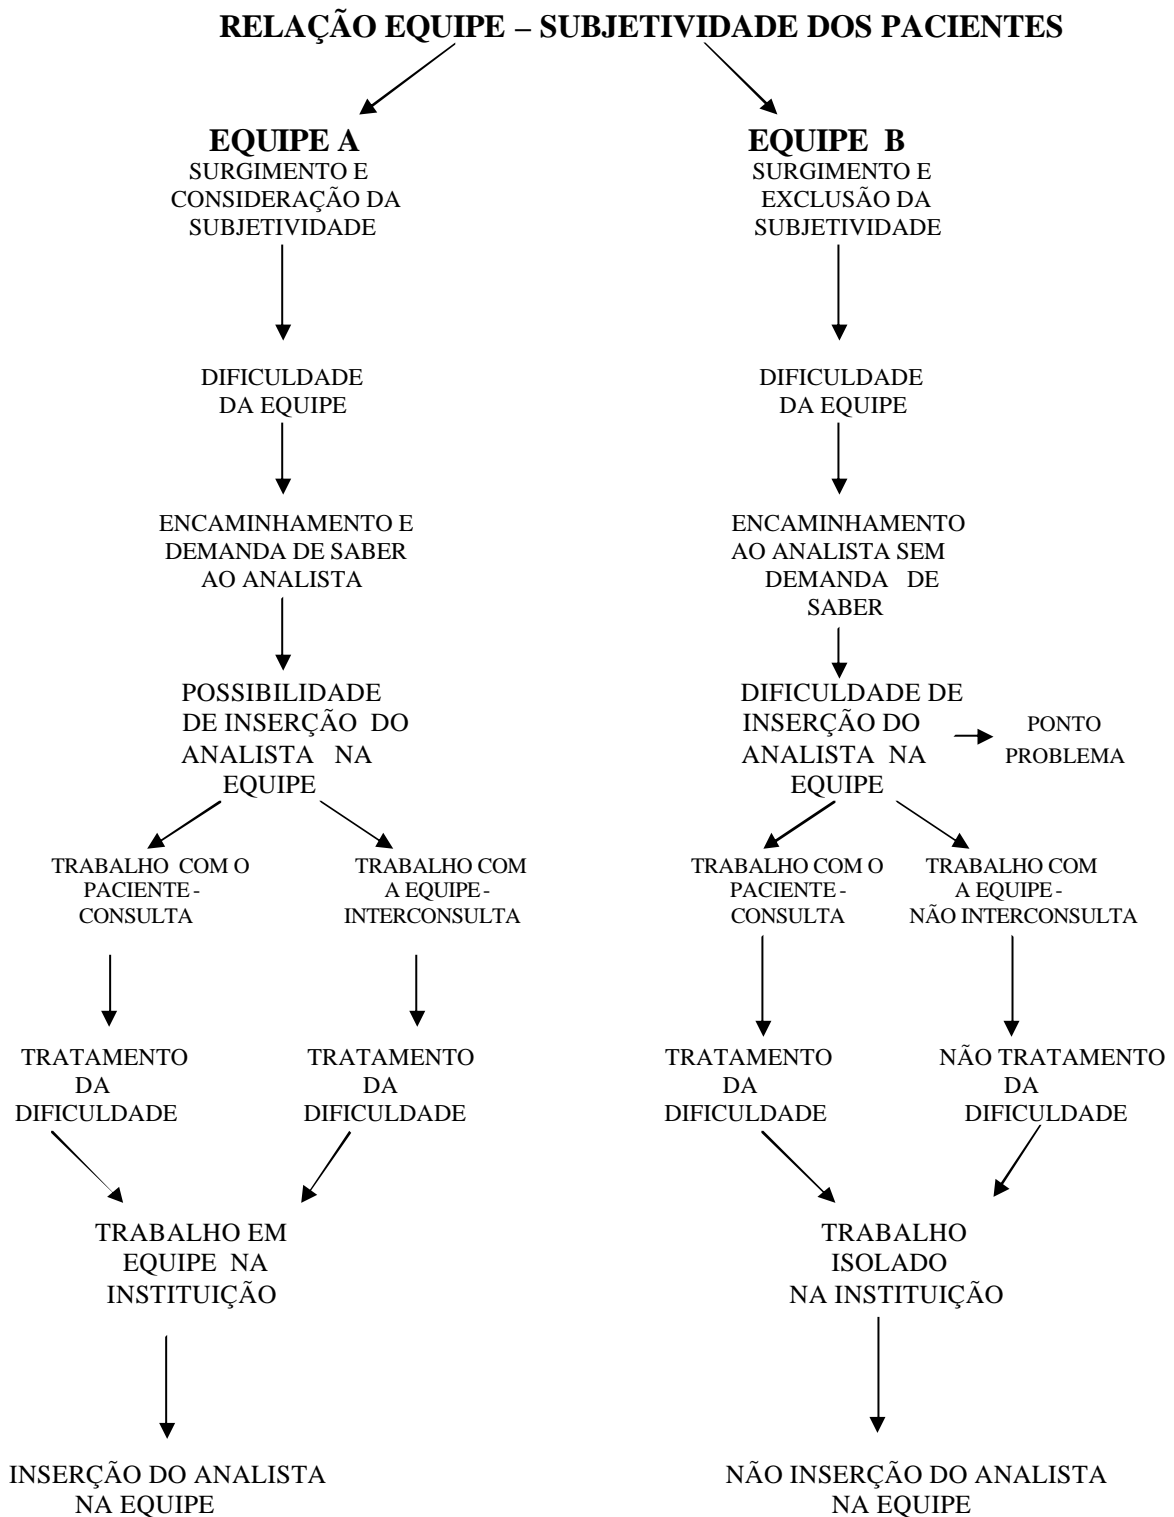 RELAÇÃO EQUIPE – SUBJETIVIDADE DOS PACIENTES
EQUIPE A
SURGIMENTO E
CONSIDERAÇÃO DA
SUBJETIVIDADE
DIFICULDADE
DA EQUIPE
ENCAMINHAMENTO E
DEMANDA DE SABER
AO ANALISTA
POSSIBILIDADE
DE INSERÇÃO DO
ANALISTA NA
EQUIPE
TRABALHO COM O
PACIENTE -
CONSULTA
TRABALHO COM
A EQUIPE -
INTERCONSULTA
TRATAMENTO
DA
DIFICULDADE
TRATAMENTO
DA
DIFICULDADE
TRABALHO EM
EQUIPE NA
INSTITUIÇÃO
INSERÇÃO DO ANALISTA
NA EQUIPE
EQUIPE B
SURGIMENTO E
EXCLUSÃO DA
SUBJETIVIDADE
DIFICULDADE
DA EQUIPE
ENCAMINHAMENTO
AO ANALISTA SEM
DEMANDA DE
SABER
DIFICULDADE DE
INSERÇÃO DO
ANALISTA NA
EQUIPE
PONTO
PROBLEMA
TRABALHO COM O
PACIENTE -
CONSULTA
TRABALHO COM
A EQUIPE -
NÃO INTERCONSULTA
TRATAMENTO
DA
DIFICULDADE
NÃO TRATAMENTO
DA
DIFICULDADE
TRABALHO
ISOLADO
NA INSTITUIÇÃO
NÃO INSERÇÃO DO ANALISTA
NA EQUIPE